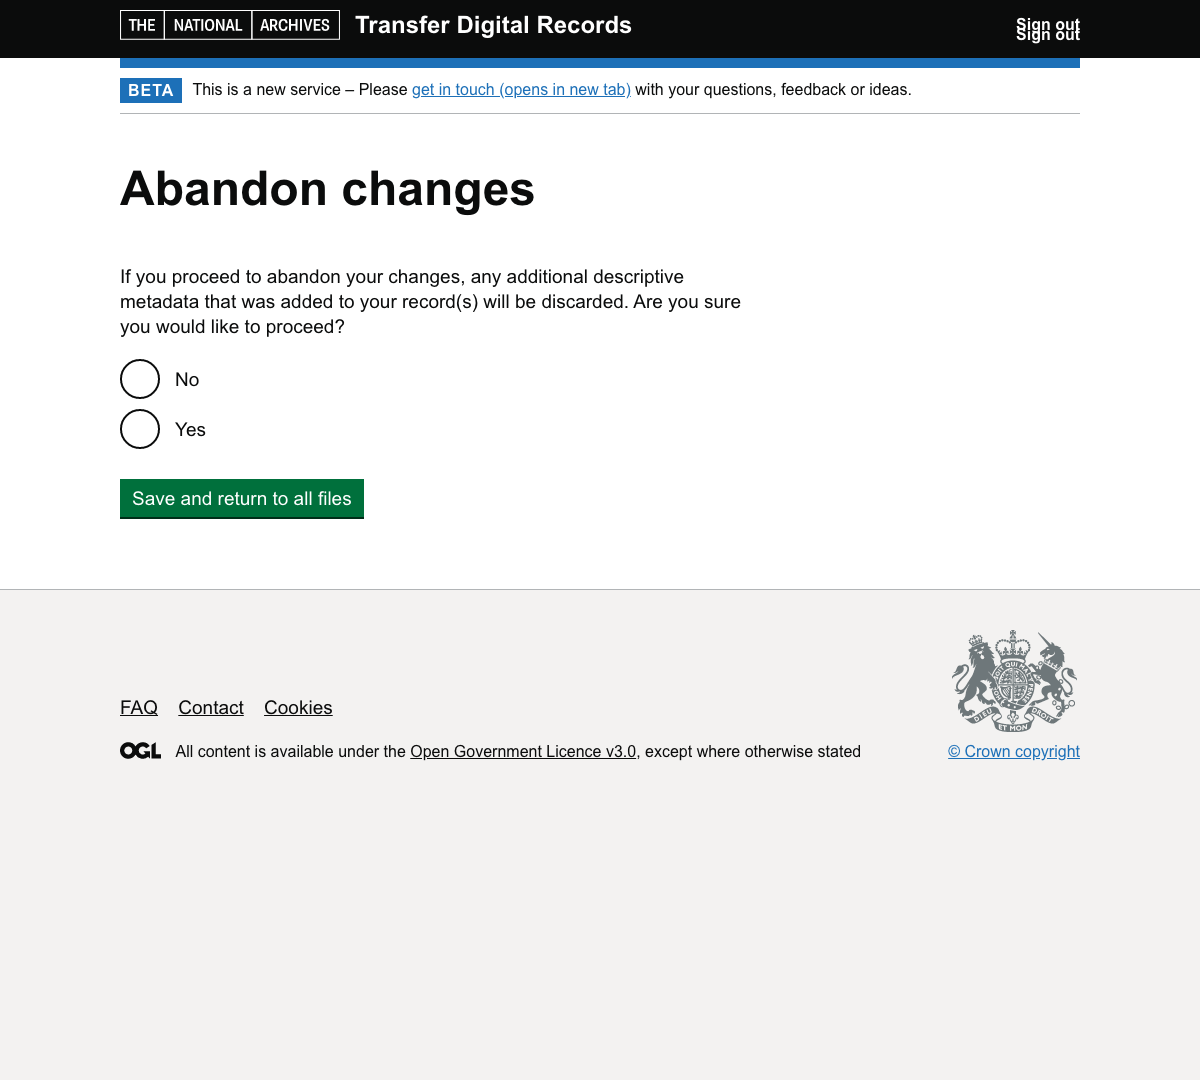 THE NATIONAL ARCHIVES Transfer Digital Records
Sign out
Sign out
BETA This is a new service – Please get in touch (opens in new tab) with your questions, feedback or ideas.
Abandon changes
If you proceed to abandon your changes, any additional descriptive
metadata that was added to your record(s) will be discarded. Are you sure
you would like to proceed?
No
Yes
Save and return to all files
FAQ Contact Cookies
DIEU ET MON DROIT
OGL All content is available under the Open Government Licence v3.0, except where otherwise stated
© Crown copyright